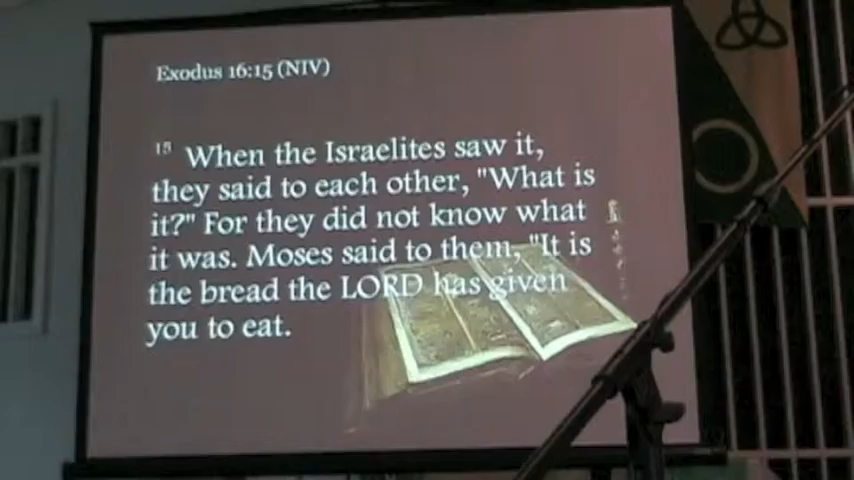 Exodus 16:15 (NIV)
15 When the Israelites saw it,
they said to each other, "What is
it?" For they did not know what
it was. Moses said to them, "It is
the bread the LORD has given
you to eat.